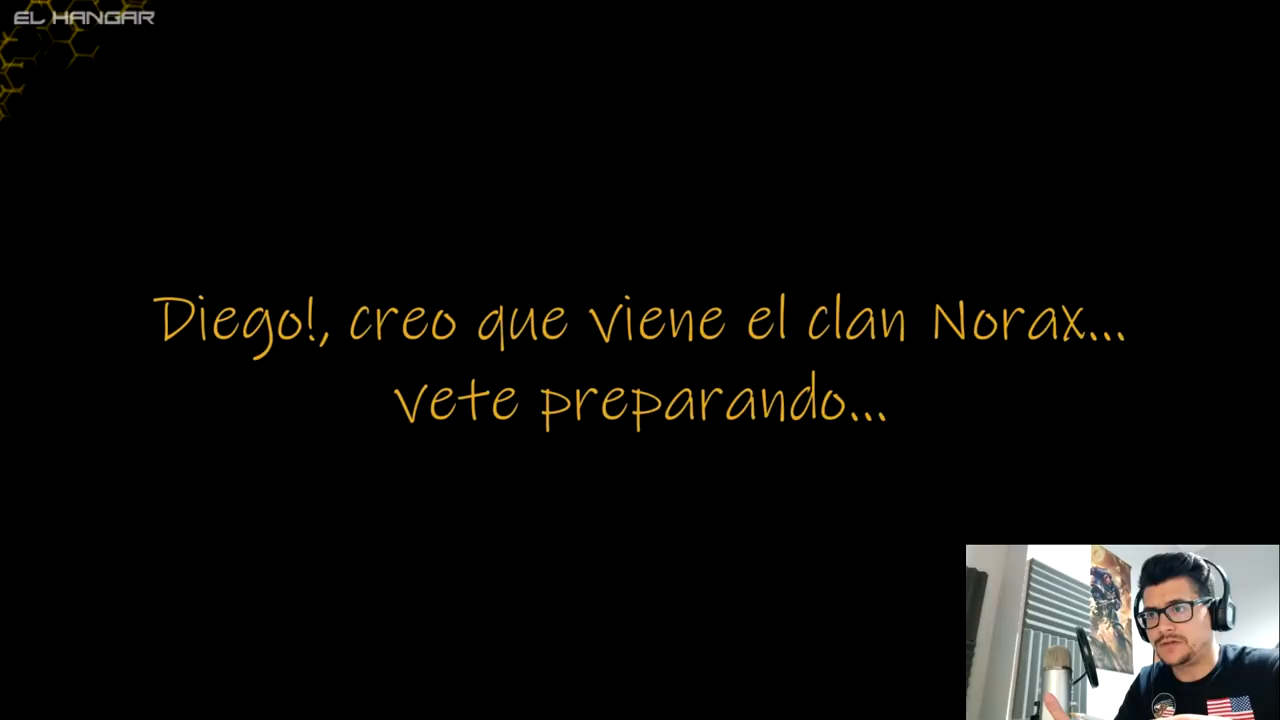 EL HANGAR
Diego!, creo que viene el clan Norax...
vete preparando...